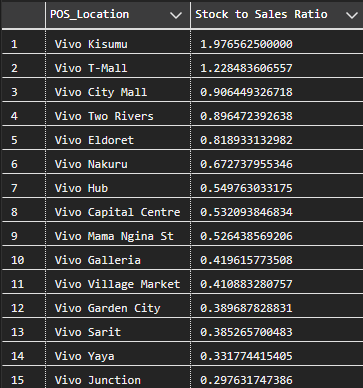 POS_Location Stock to Sales Ratio
1 Vivo Kisumu 1.976562500000
2 Vivo T-Mall 1.228483606557
3 Vivo City Mall 0.906449326718
4 Vivo Two Rivers 0.896472392638
5 Vivo Eldoret 0.818933132982
6 Vivo Nakuru 0.672737955346
7 Vivo Hub 0.549763033175
8 Vivo Capital Centre 0.532093846834
9 Vivo Mama Ngina St 0.526438569206
10 Vivo Galleria 0.419615773508
11 Vivo Village Market 0.410883280757
12 Vivo Garden City 0.389687828831
13 Vivo Sarit 0.385265700483
14 Vivo Yaya 0.331774415405
15 Vivo Junction 0.297631747386